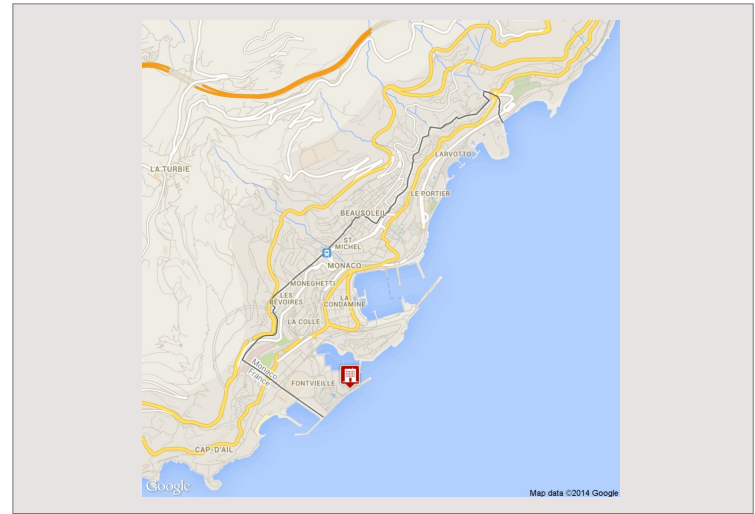 LARVOTTO
LA TURBIE
LE PORTIER
BEAUSOLEIL
ST
MICHEL
MONACO
MONEGHETTI
LES
REVOIRES
LA
CONDAMINE
LA COLLE
Monaco
France
FONTVIEILLE
CAP-D'AIL
Google
Map data ©2014 Google